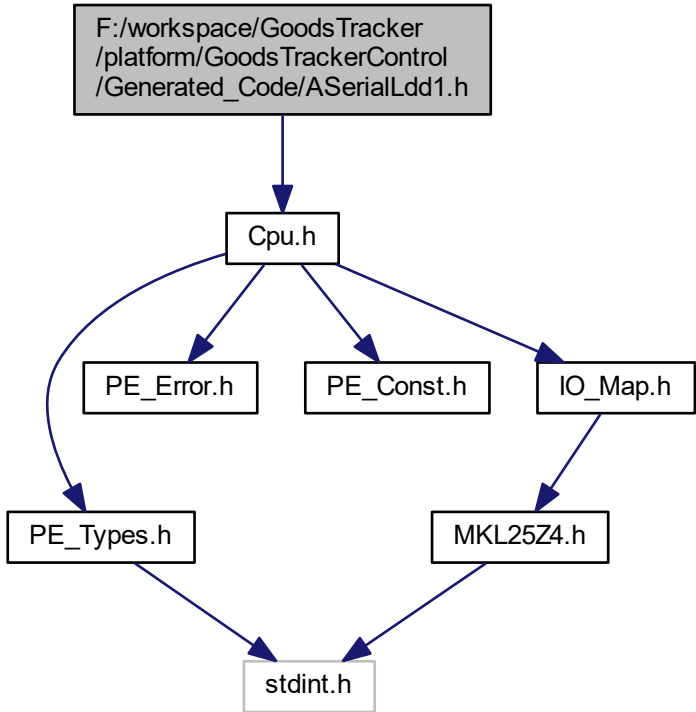 F:/workspace/GoodsTracker
/platform/GoodsTrackerControl
/Generated_Code/ASerialLdd1.h
Cpu.h
PE_Error.h
PE_Const.h
IO_Map.h
PE_Types.h
MKL25Z4.h
stdint.h